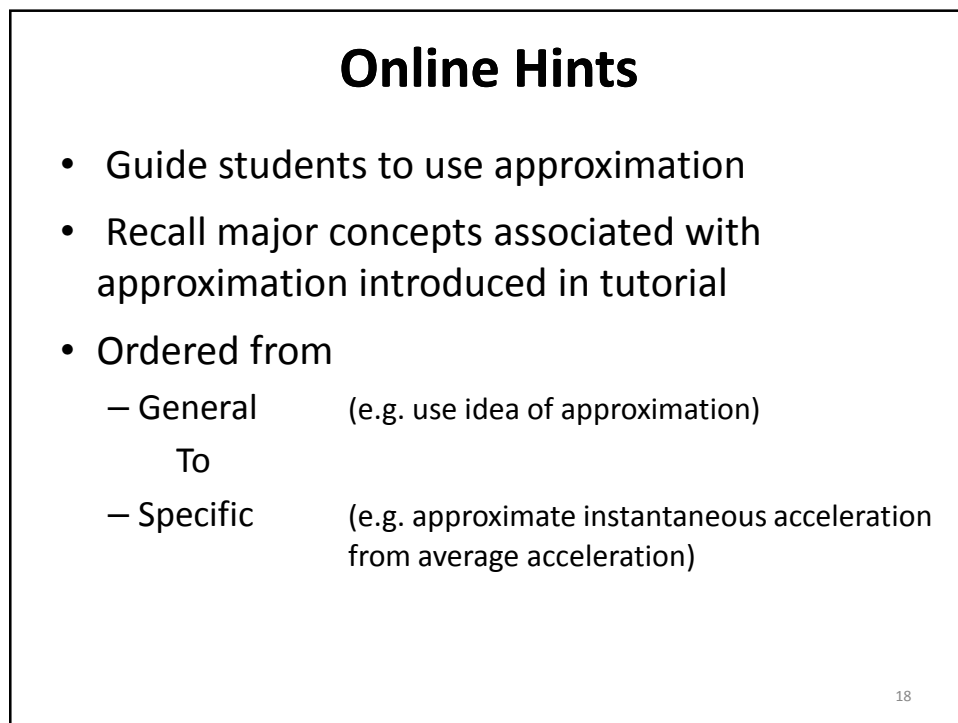 Online Hints
• Guide students to use approximation
• Recall major concepts associated with
approximation introduced in tutorial
• Ordered from
– General (e.g. use idea of approximation)
To
– Specific (e.g. approximate instantaneous acceleration
from average acceleration)
18